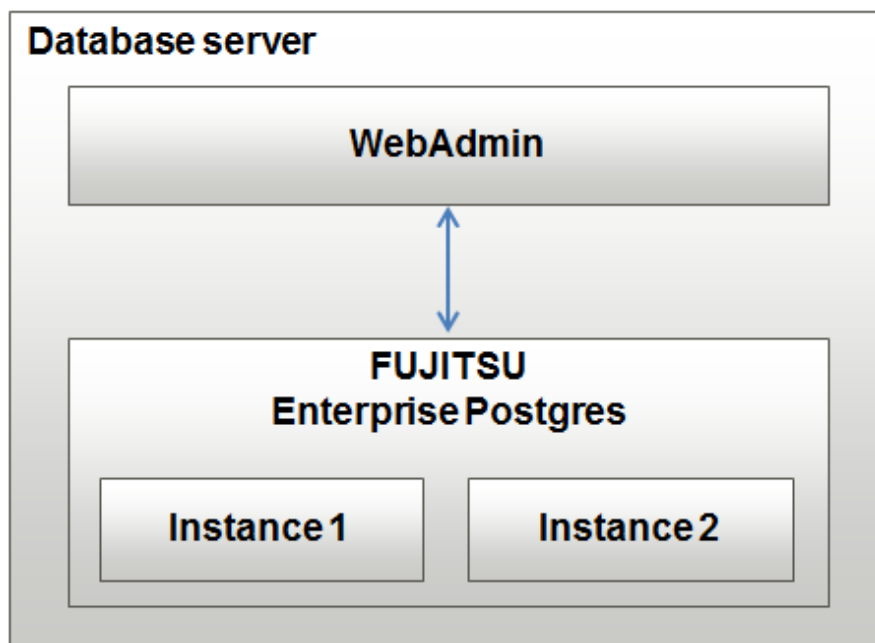 Database server
WebAdmin
FUJITSU
Enterprise Postgres
Instance 1
Instance 2